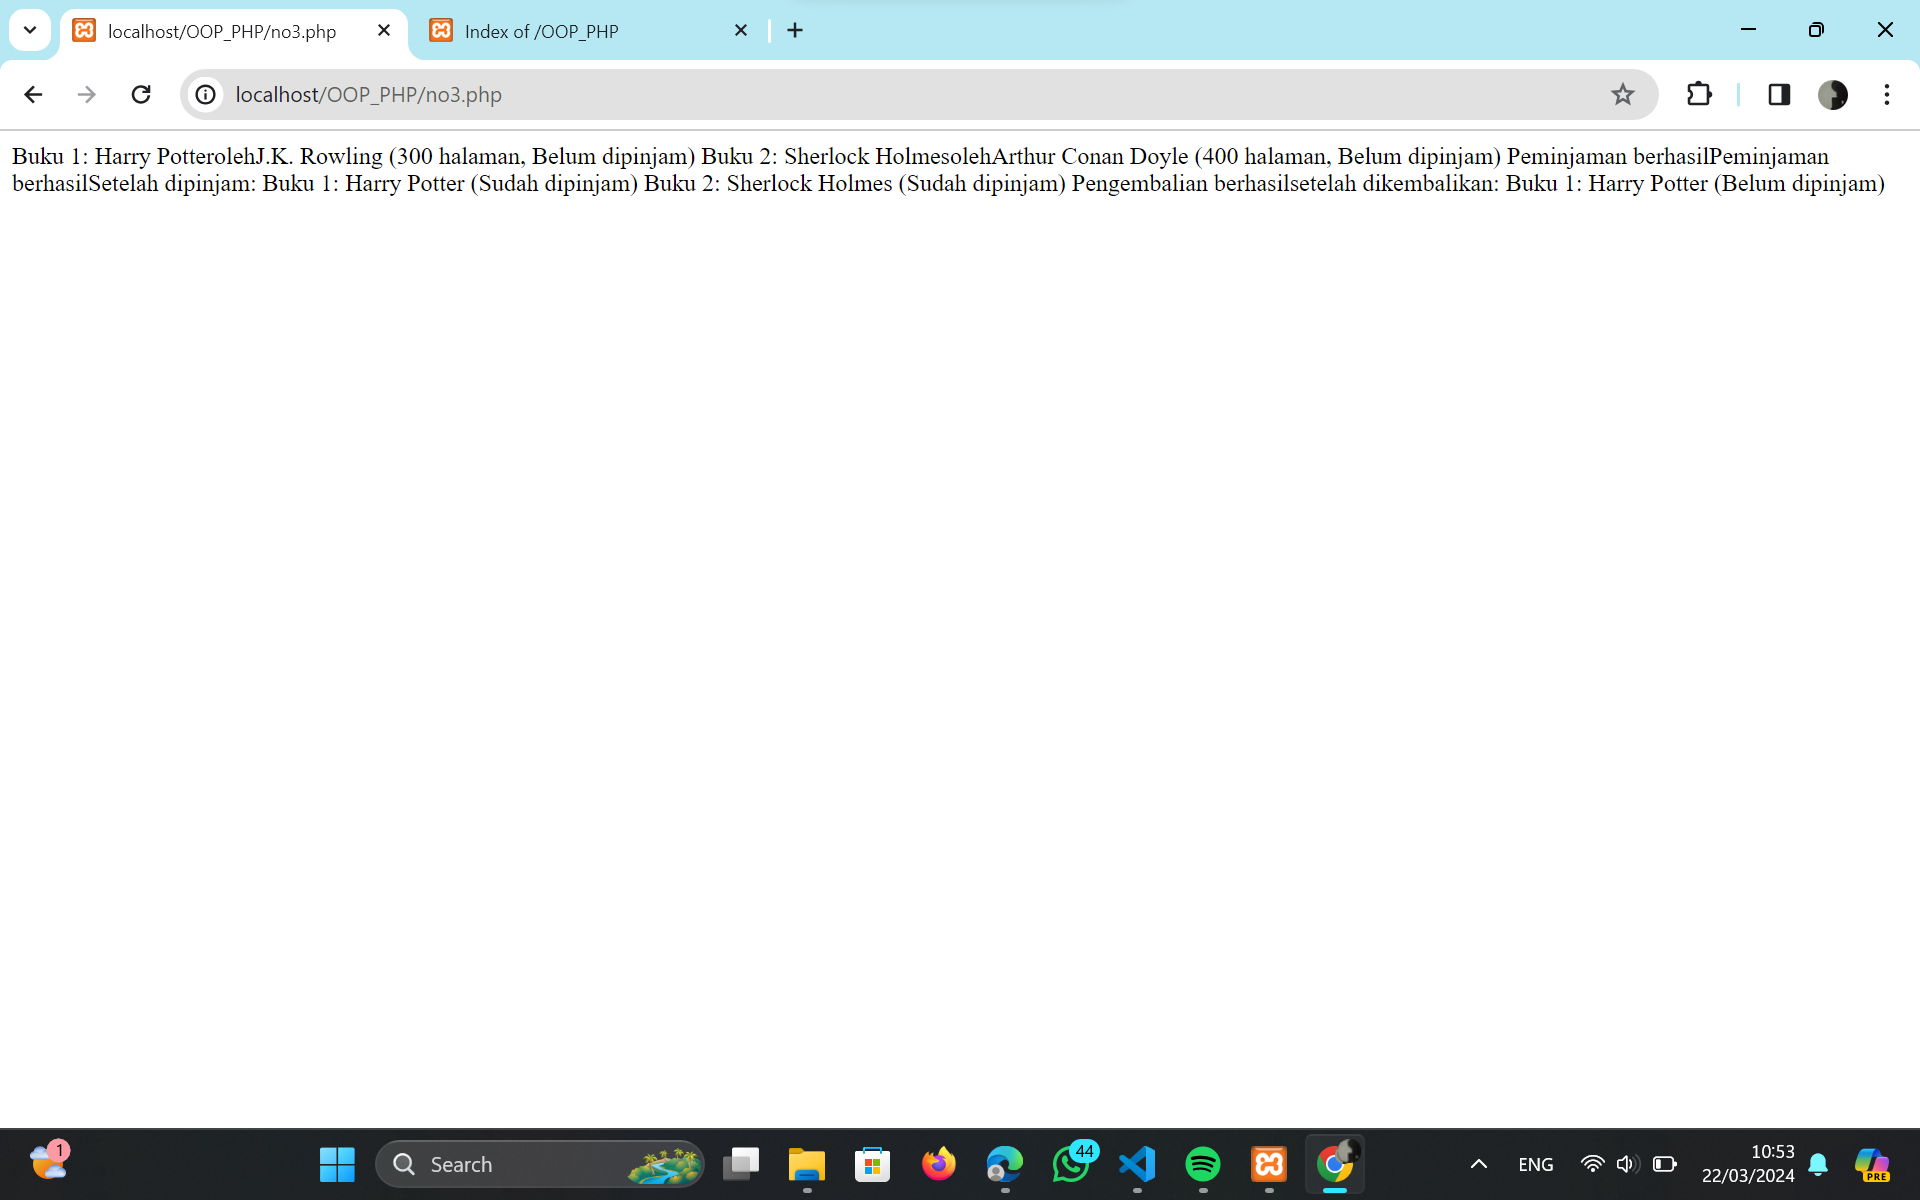 localhost/OOP_PHP/no3.php
Index of /OOP_PHP
localhost/OOP_PHP/no3.php
Buku 1: Harry PotterolehJ.K. Rowling (300 halaman, Belum dipinjam) Buku 2: Sherlock HolmesolehArthur Conan Doyle (400 halaman, Belum dipinjam) Peminjaman berhasilPeminjaman
berhasilSetelah dipinjam: Buku 1: Harry Potter (Sudah dipinjam) Buku 2: Sherlock Holmes (Sudah dipinjam) Pengembalian berhasilsetelah dikembalikan: Buku 1: Harry Potter (Belum dipinjam)
1
Search
44
ENG
10:53
22/03/2024
PRE